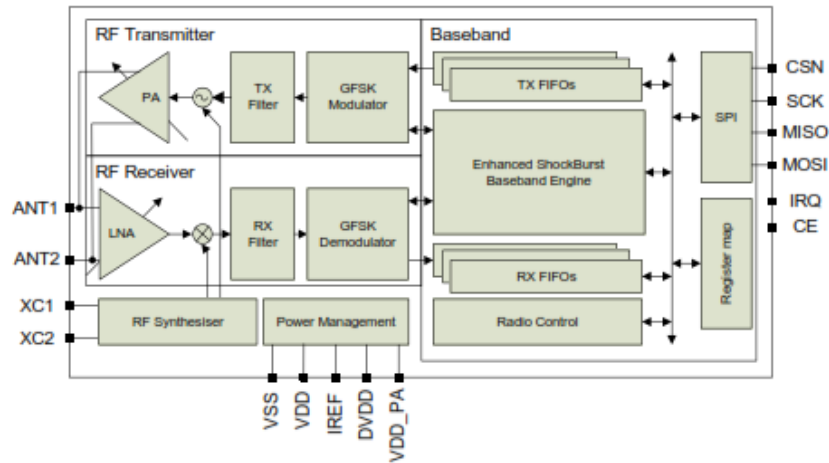 RF Transmitter
Baseband
PA
TX
Filter
GFSK
Modulator
TX FIFOs
SPI
CSN
SCK
MISO
MOSI
Enhanced ShockBurst
Baseband Engine
RF Receiver
ANT1
LNA
RX
Filter
GFSK
Demodulator
IRQ
CE
ANT2
RX FIFOs
Register map
XC1
XC2
RF Synthesiser
Power Management
Radio Control
VSS
VDD
IREF
DVDD
VDD_PA